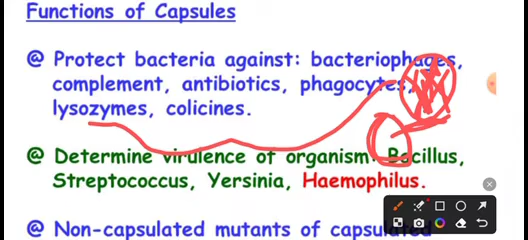 Functions of Capsules
@ Protect bacteria against: bacteriophages,
complement, antibiotics, phagocytes,
lysozymes, colicines.
@ Determine virulence of organism: Bacillus,
Streptococcus, Yersinia, Haemophilus.
@ Non-capsulated mutants of capsulated